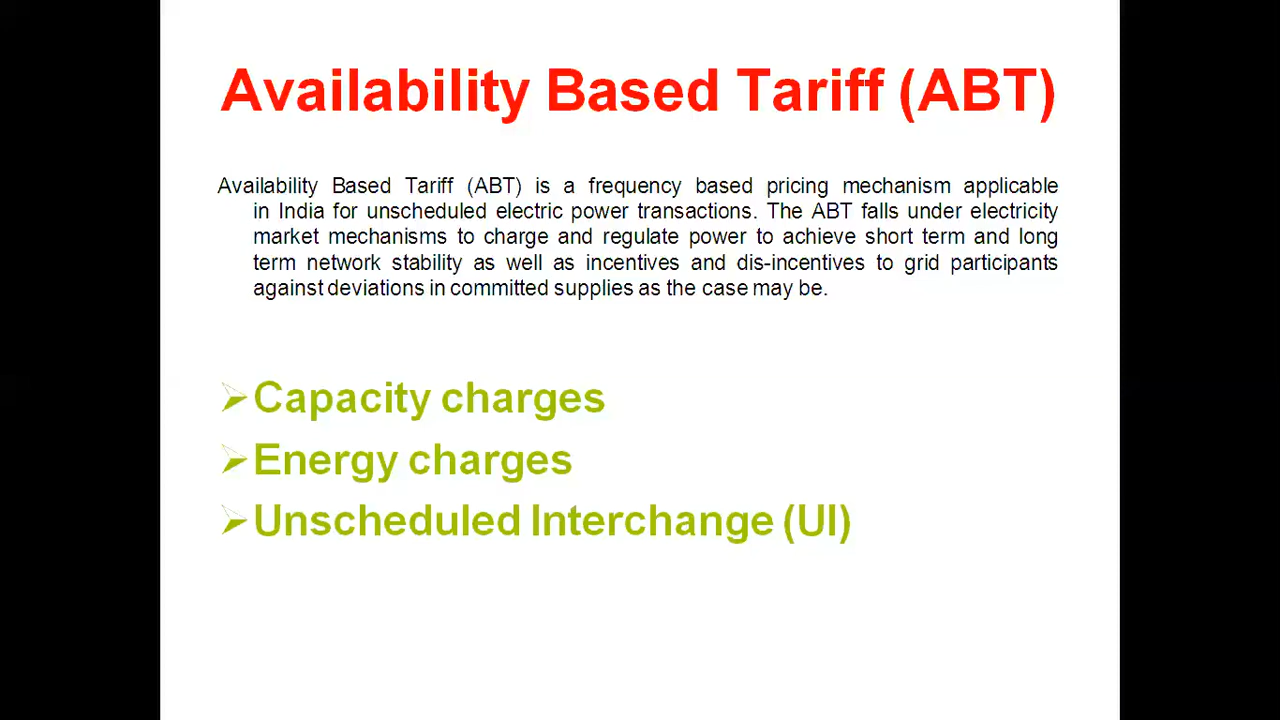 Availability Based Tariff (ABT)
Availability Based Tariff (ABT) is a frequency based pricing mechanism applicable
in India for unscheduled electric power transactions. The ABT falls under electricity
market mechanisms to charge and regulate power to achieve short term and long
term network stability as well as incentives and dis-incentives to grid participants
against deviations in committed supplies as the case may be.
Capacity charges
Energy charges
Unscheduled Interchange (UI)